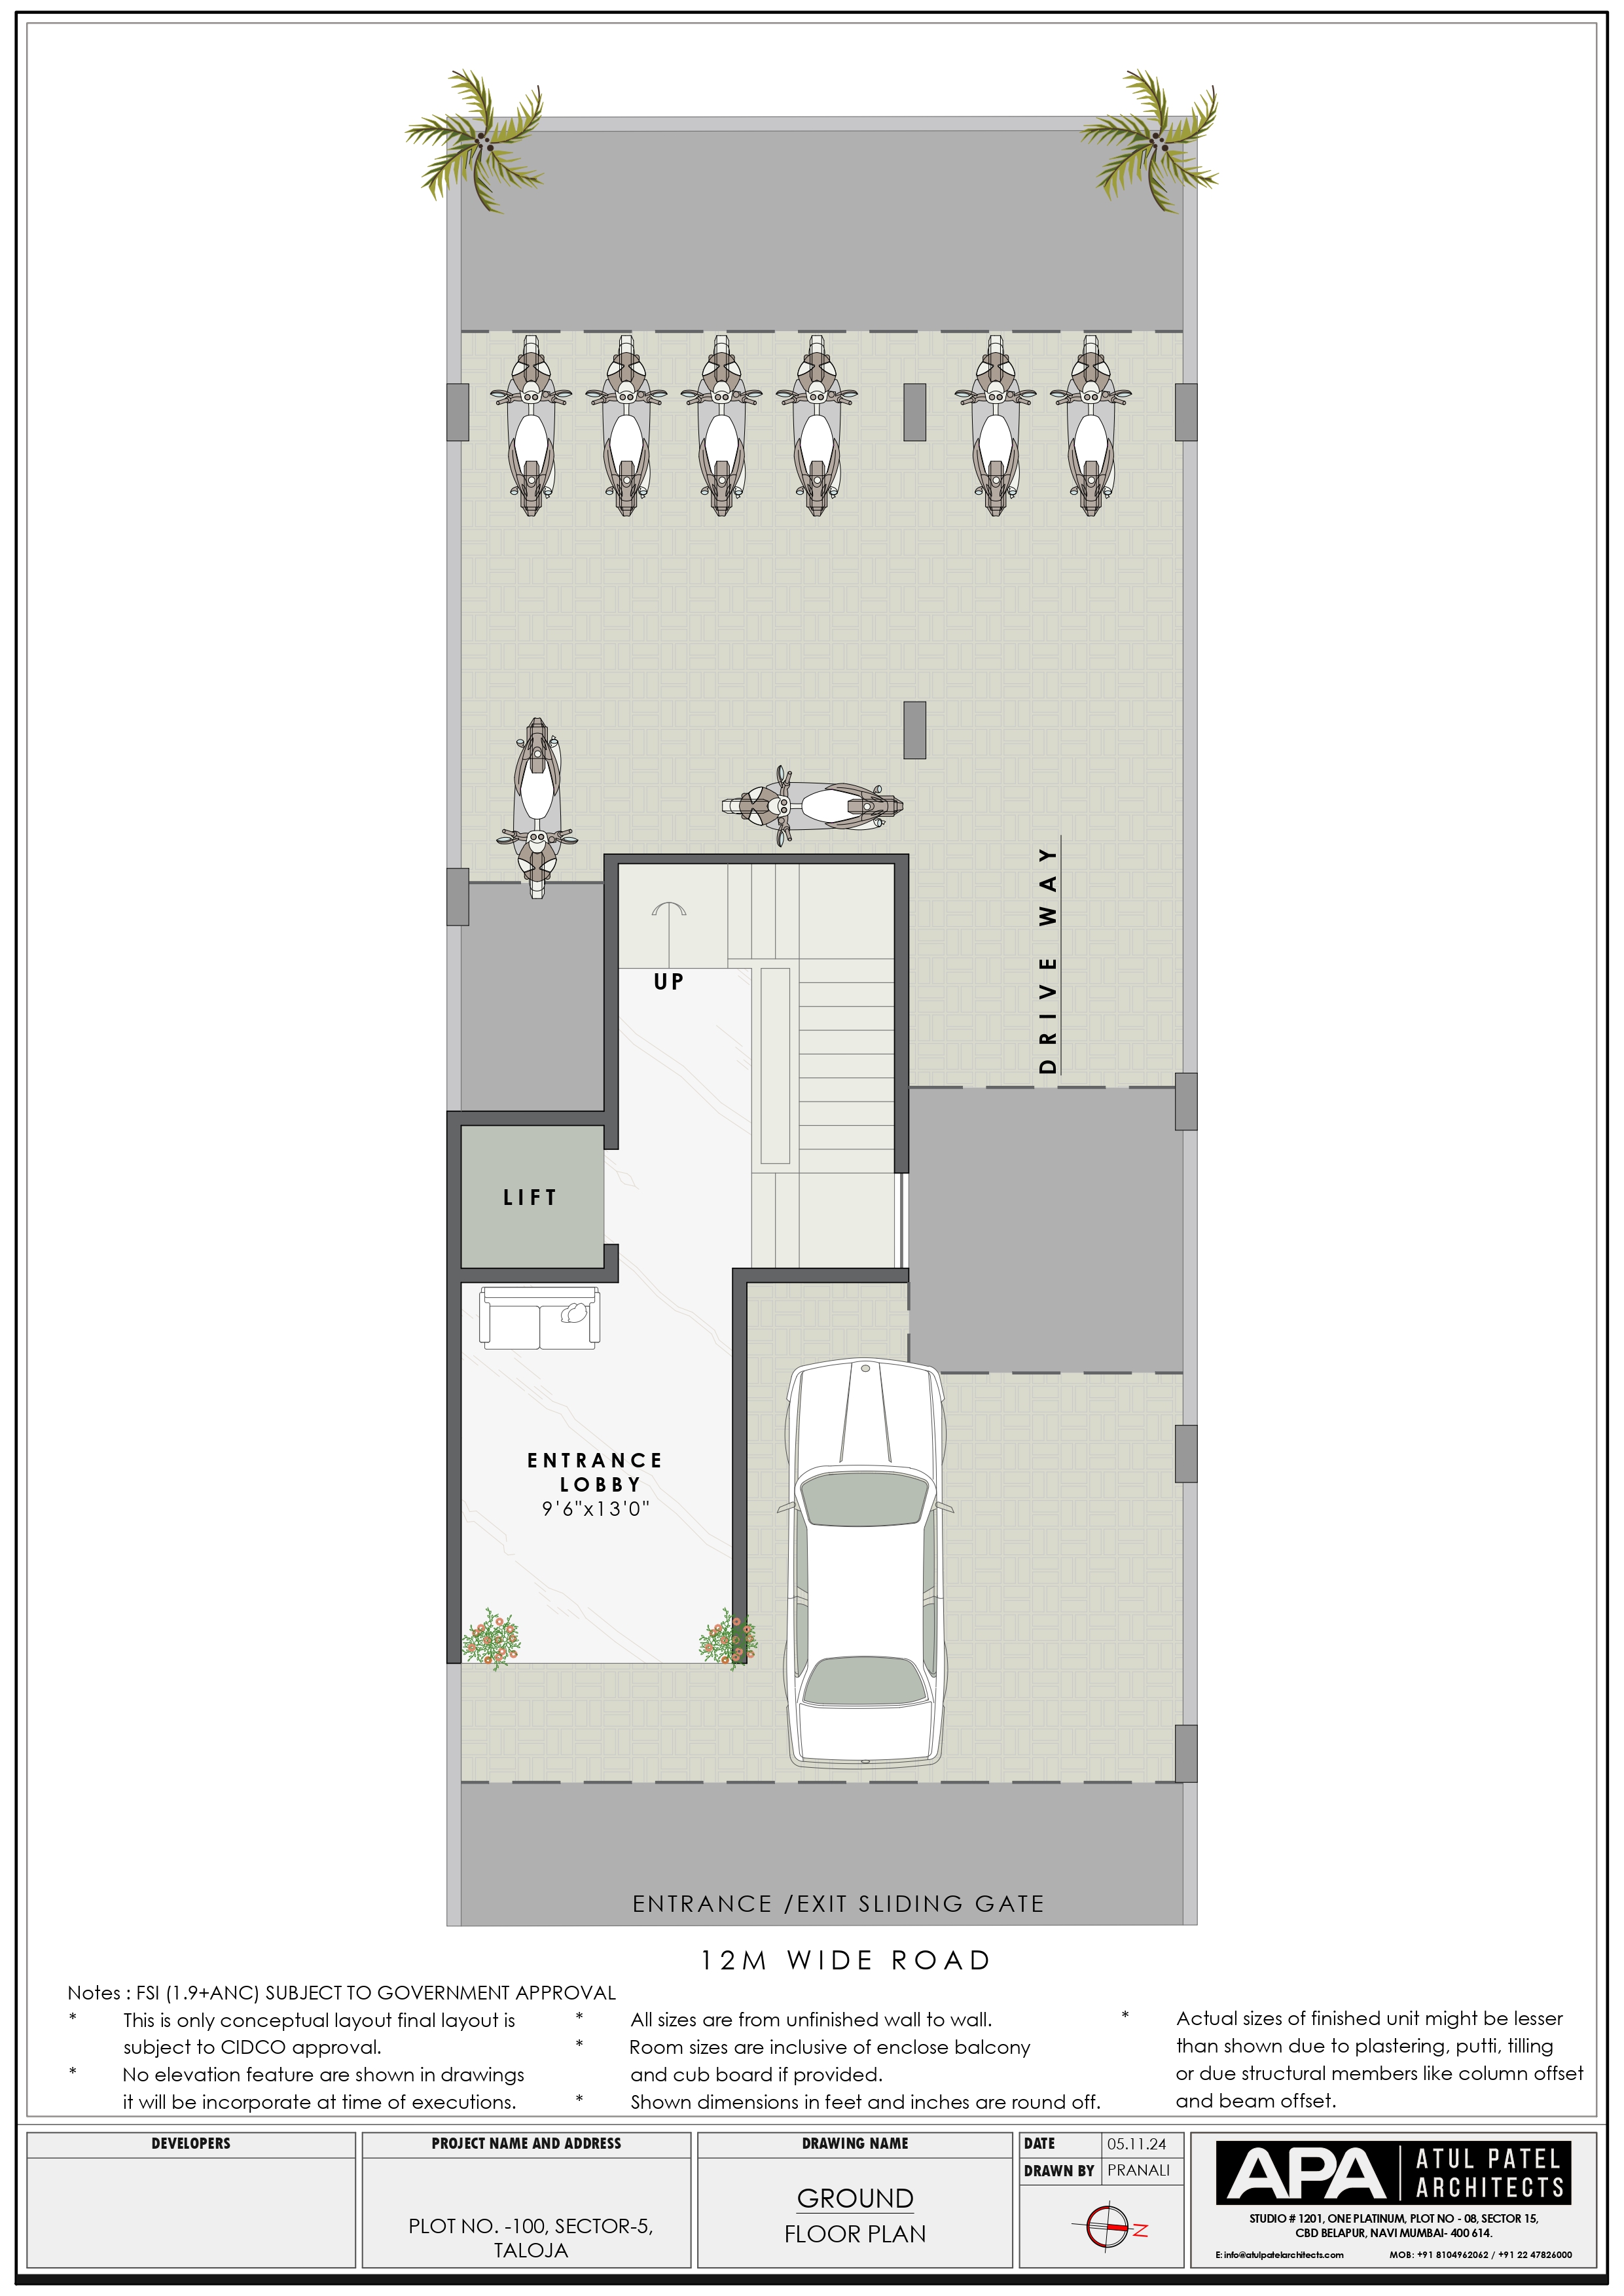 DRIVE WAY
UP
LIFT
ENTRANCE
LOBBY
9'6"x13'0"
ENTRANCE /EXIT SLIDING GATE
12M WIDE ROAD
Notes : FSI (1.9+ANC) SUBJECT TO GOVERNMENT APPROVAL
* This is only conceptual layout final layout is
subject to CIDCO approval.
* No elevation feature are shown in drawings
it will be incorporate at time of executions.
* All sizes are from unfinished wall to wall.
* Room sizes are inclusive of enclose balcony
and cub board if provided.
* Shown dimensions in feet and inches are round off.
* Actual sizes of finished unit might be lesser
than shown due to plastering, putti, tilling
or due structural members like column offset
and beam offset.
DEVELOPERS
PROJECT NAME AND ADDRESS
PLOT NO. -100, SECTOR-5,
TALOJA
DRAWING NAME
GROUND
FLOOR PLAN
DATE 05.11.24
DRAWN BY PRANALI
N
APA ATUL PATEL
ARCHITECTS
STUDIO # 1201, ONE PLATINUM, PLOT NO - 08, SECTOR 15,
CBD BELAPUR, NAVI MUMBAI- 400 614.
E: info@atulpatelarchitects.com MOB: +91 8104962062 / +91 22 47826000